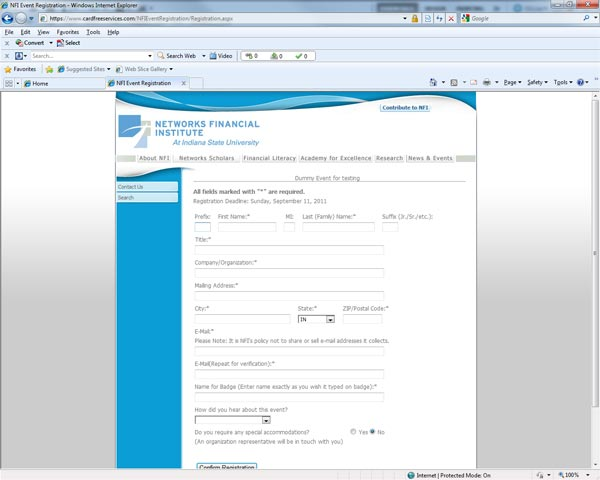 NFI Event Registration - Windows Internet Explorer
https://www.cardfreeservices.com/NFIEventRegistration/Registration.aspx
Google
File Edit View Favorites Tools Help
Convert Select
Search... Search Web Video 0 0 0
Favorites Suggested Sites Web Slice Gallery
Home NFI Event Registration Page Safety Tools
Contribute to NFI
NETWORKS FINANCIAL
INSTITUTE
At Indiana State University
About NFI Networks Scholars Financial Literacy Academy for Excellence Research News & Events
Contact Us
Search
Dummy Event for testing
All fields marked with "*" are required.
Registration Deadline: Sunday, September 11, 2011
Prefix: First Name:* MI: Last (Family) Name:* Suffix (Jr./Sr./etc.):
Title:*
Company/Organization:*
Mailing Address:*
City:* State:* ZIP/Postal Code:*
IN
E-Mail:*
Please Note: It is NFI's policy not to share or sell e-mail addresses it collects.
E-Mail(Repeat for verification):*
Name for Badge (Enter name exactly as you wish it typed on badge):*
How did you hear about the event?
Do you require any special accommodations? Yes No
(An organization representative will be in touch with you)
Confirm Registration
Internet | Protected Mode: On 100%